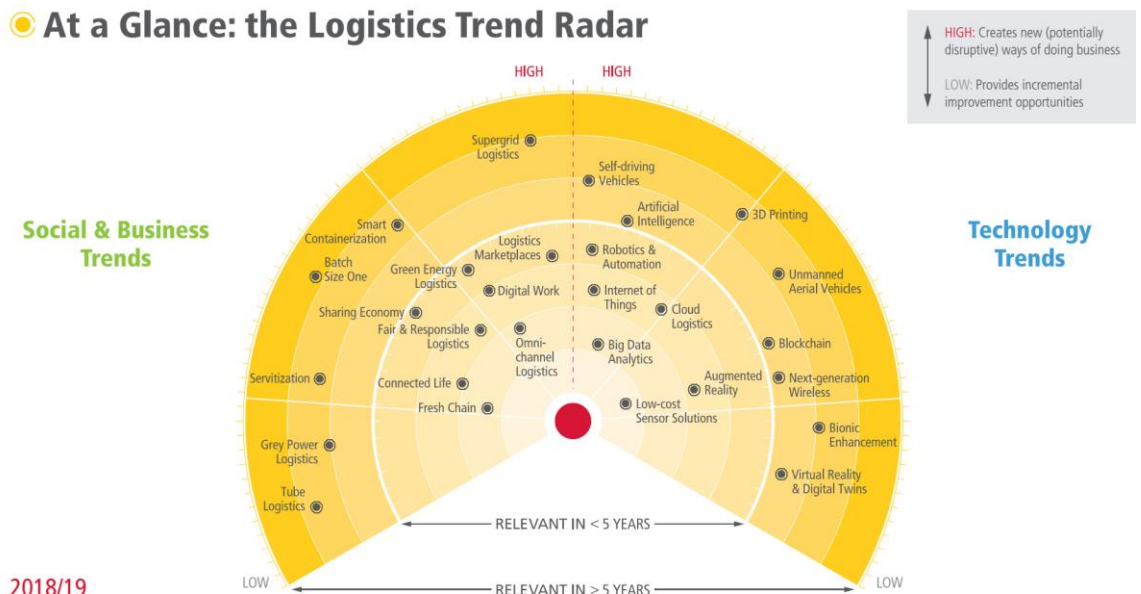 At a Glance: the Logistics Trend Radar
HIGH: Creates new (potentially
disruptive) ways of doing business
LOW: Provides incremental
improvement opportunities
HIGH
HIGH
Social & Business
Trends
Technology
Trends
Supergrid
Logistics
Self-driving
Vehicles
Smart
Containerization
Artificial
Intelligence
3D Printing
Logistics
Marketplaces
Robotics &
Automation
Batch
Size One
Green Energy
Logistics
Unmanned
Aerial Vehicles
Digital Work
Internet of
Things
Sharing Economy
Cloud
Logistics
Fair & Responsible
Logistics
Omni-
channel
Logistics
Big Data
Analytics
Blockchain
Servitization
Connected Life
Augmented
Reality
Next-generation
Wireless
Fresh Chain
Low-cost
Sensor Solutions
Grey Power
Logistics
Bionic
Enhancement
Tube
Logistics
Virtual Reality
& Digital Twins
RELEVANT IN < 5 YEARS
LOW
LOW
2018/19
RELEVANT IN > 5 YEARS